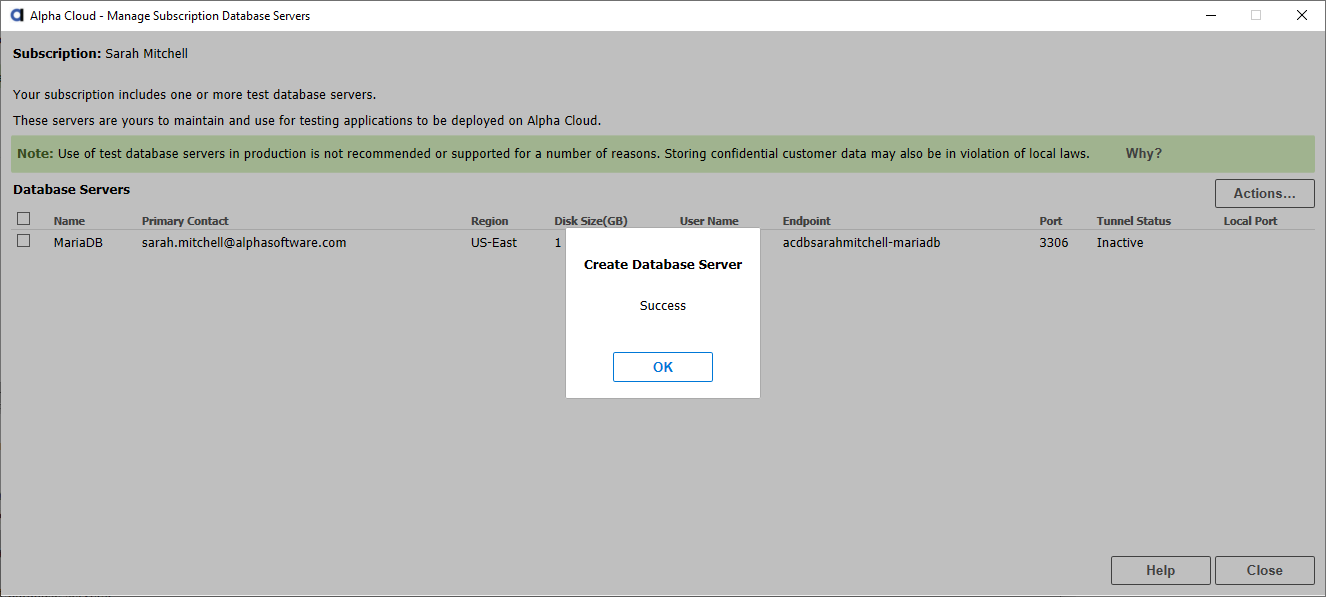 Alpha Cloud - Manage Subscription Database Servers
Subscription: Sarah Mitchell
Your subscription includes one or more test database servers.
These servers are yours to maintain and use for testing applications to be deployed on Alpha Cloud.
Note: Use of test database servers in production is not recommended or supported for a number of reasons. Storing confidential customer data may also be in violation of local laws. Why?
Database Servers
Actions...
Name Primary Contact Region Disk Size(GB) User Name Endpoint Port Tunnel Status Local Port
MariaDB sarah.mitchell@alphasoftware.com US-East 1 acdbsarahmitchell-mariadb 3306 Inactive
Create Database Server
Success
OK
Help Close